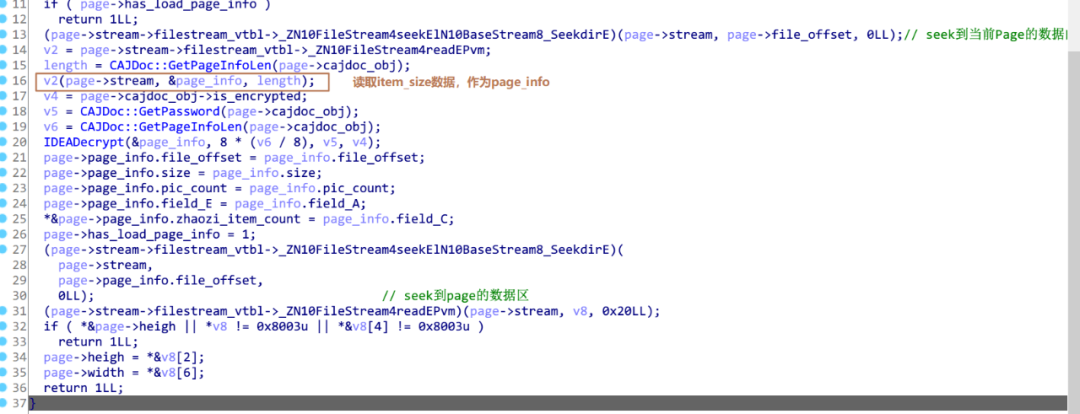 11 if ( page->has_load_page_info )
12 return 1LL;
13 (page->stream->filestream_vtbl->_ZN10FileStream4seekElN10BaseStream8_SeekdirE)(page->stream, page->file_offset, 0LL);// seek到当前Page的数据
14 v2 = page->stream->filestream_vtbl->_ZN10FileStream4readEPvm;
15 length = CAJDoc::GetPageInfoLen(page->cajdoc_obj);
16 v2(page->stream, &page_info, length); 读取item_size数据，作为page_info
17 v4 = page->cajdoc_obj->is_encrypted;
18 v5 = CAJDoc::GetPassword(page->cajdoc_obj);
19 v6 = CAJDoc::GetPageInfoLen(page->cajdoc_obj);
20 IDEADecrypt(&page_info, 8 * (v6 / 8), v5, v4);
21 page->page_info.file_offset = page_info.file_offset;
22 page->page_info.size = page_info.size;
23 page->page_info.pic_count = page_info.pic_count;
24 page->page_info.field_E = page_info.field_A;
25 *&page->page_info.zhaozi_item_count = page_info.field_C;
26 page->has_load_page_info = 1;
27 (page->stream->filestream_vtbl->_ZN10FileStream4seekElN10BaseStream8_SeekdirE)(
28 page->stream,
29 page->page_info.file_offset,
30 0LL); // seek到page的数据区
31 (page->stream->filestream_vtbl->_ZN10FileStream4readEPvm)(page->stream, v8, 0x20LL);
32 if ( *&page->heigh || *v8 != 0x8003u || *&v8[4] != 0x8003u )
33 return 1LL;
34 page->heigh = *&v8[2];
35 page->width = *&v8[6];
36 return 1LL;
37 }